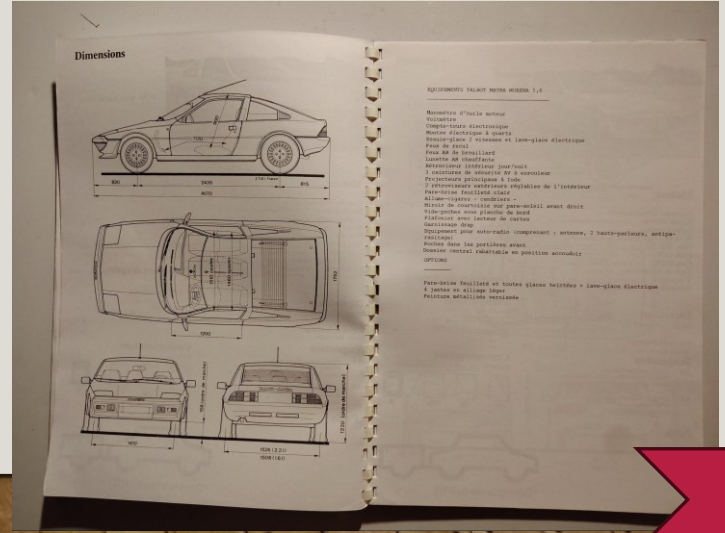 Dimensions
830
2435
815
4070
EQUIPEMENTS TALBOT MATRA MURENA 1,6
Manomètre d'huile moteur
Voltmètre
Compte-tours électronique
Montre électrique à quartz
Essuie-glace 2 vitesses et lave-glace électrique
Feux de recul
Feux AR de brouillard
Lunette AR chauffante
Rétroviseur intérieur jour/nuit
3 ceintures de sécurité AV à enrouleur
Projecteurs principaux à iode
2 rétroviseurs extérieurs réglables de l'intérieur
Pare-brise feuilleté clair
Allume-cigares - cendriers -
Miroir de courtoisie sur pare-soleil avant droit
Vide-poches sous planche de bord
Plafonier avec lecteur de cartes
Garnissage drap
Equipement pour auto-radio (comprenant : antenne, 2 hauts-parleurs, antipa-
rasitage)
Poches dans les portières avant
Dossier central rabattable en position accoudoir
OPTIONS
Pare-brise feuilleté et toutes glaces teintées + lave-glace électrique
4 jantes en alliage léger
Peinture métallisée vernissée